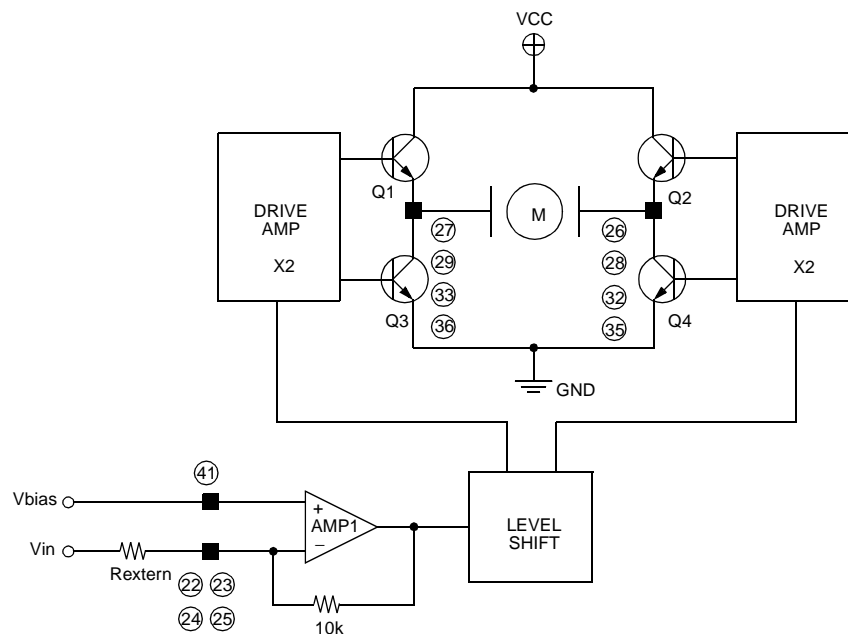 VCC
Q1
Q2
DRIVE
AMP
X2
M
DRIVE
AMP
X2
27
29
33
36
26
28
32
35
Q3
Q4
GND
41
Vbias
+
AMP1
−
Vin
Rextern
22 23
24 25
10k
LEVEL
SHIFT